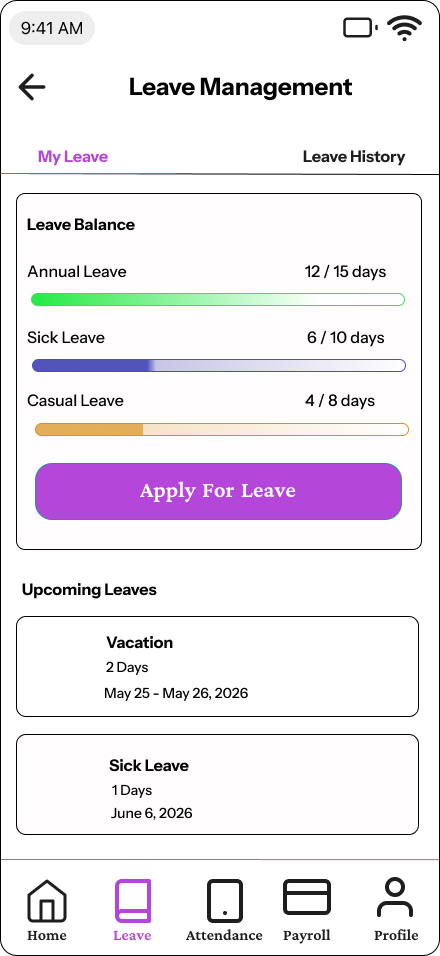 9:41 AM
Leave Management
My Leave Leave History
Leave Balance
Annual Leave 12 / 15 days
Sick Leave 6 / 10 days
Casual Leave 4 / 8 days
Apply For Leave
Upcoming Leaves
Vacation
2 Days
May 25 - May 26, 2026
Sick Leave
1 Days
June 6, 2026
Home Leave Attendance Payroll Profile